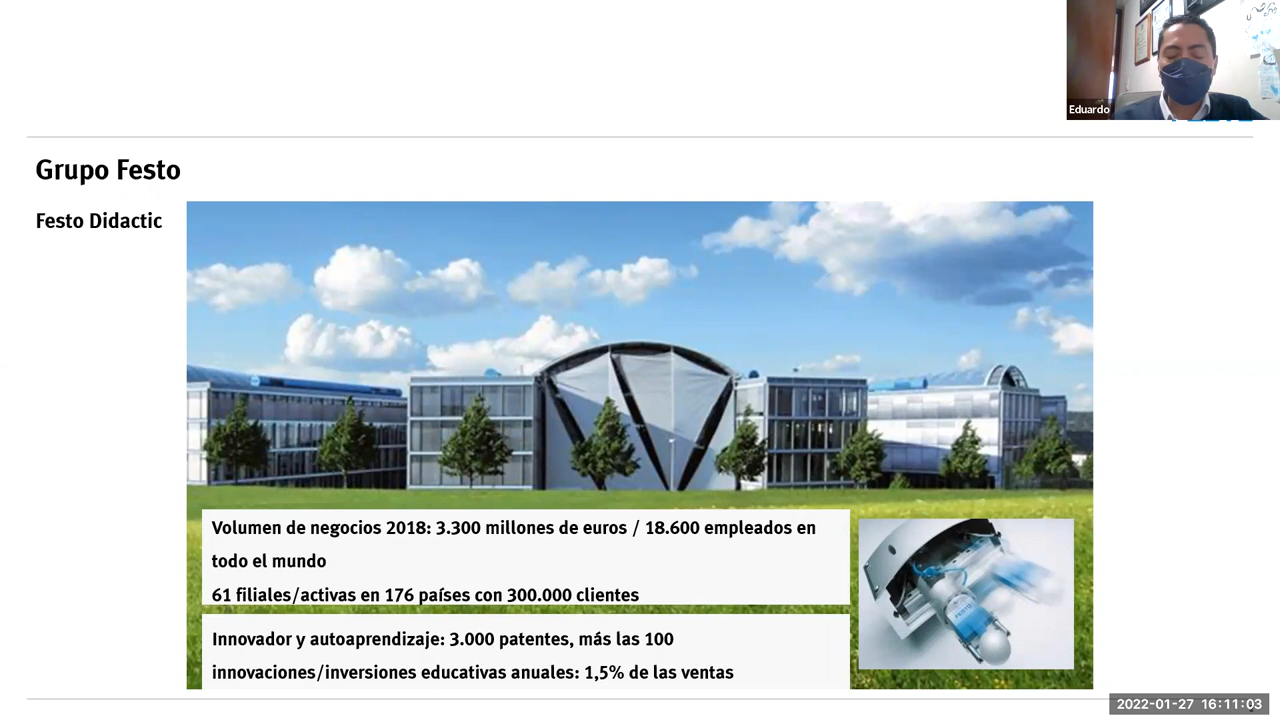 Eduardo
Grupo Festo
Festo Didactic
Volumen de negocios 2018: 3.300 millones de euros / 18.600 empleados en
todo el mundo
61 filiales/activas en 176 países con 300.000 clientes
FESTO
Innovador y autoaprendizaje: 3.000 patentes, más las 100
innovaciones/inversiones educativas anuales: 1,5% de las ventas
2022-01-27 16:11:03